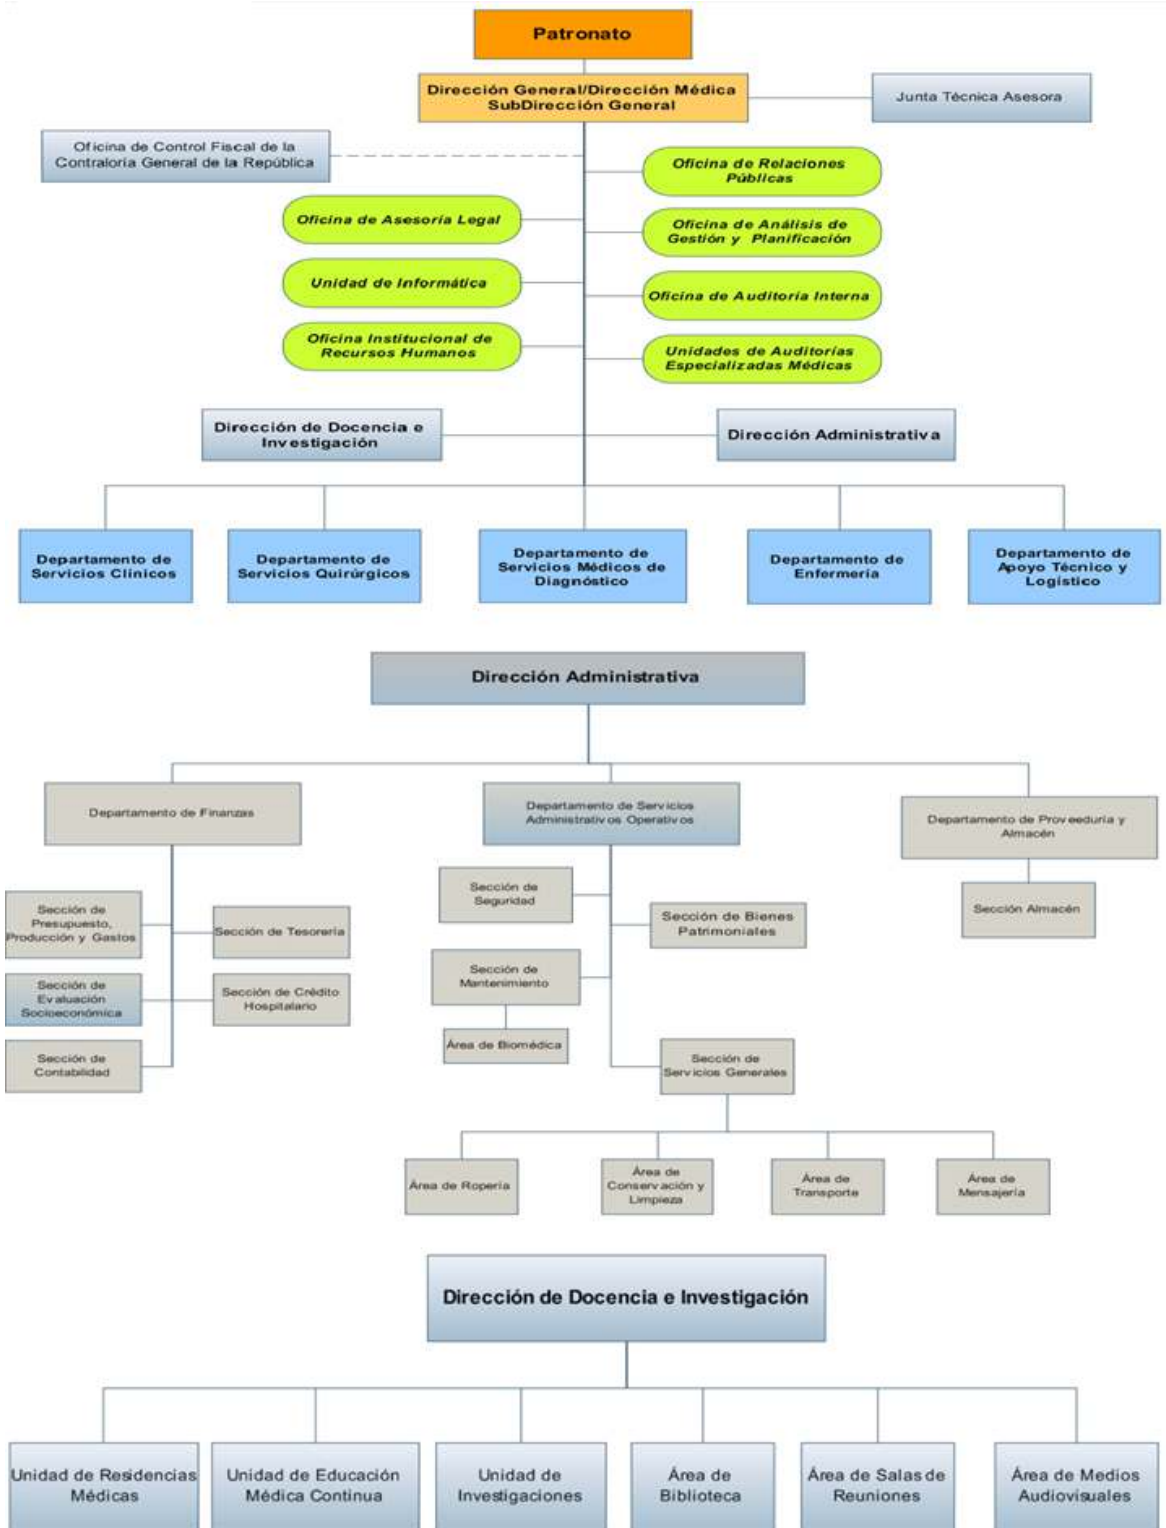 Patronato
Dirección General/Dirección Médica
SubDirección General
Junta Técnica Asesora
Oficina de Control Fiscal de la
Contraloría General de la República
Oficina de Relaciones
Públicas
Oficina de Asesoría Legal
Oficina de Análisis de
Gestión y Planificación
Unidad de Informática
Oficina de Auditoría Interna
Oficina Institucional de
Recursos Humanos
Unidades de Auditorías
Especializadas Médicas
Dirección de Docencia e
Investigación
Dirección Administrativa
Departamento de
Servicios Clínicos
Departamento de
Servicios Quirúrgicos
Departamento de
Servicios Médicos de
Diagnóstico
Departamento de
Enfermería
Departamento de
Apoyo Técnico y
Logístico
Dirección Administrativa
Departamento de Finanzas
Departamento de Servicios
Administrativos Operativos
Departamento de Proveeduría y
Almacén
Sección de
Presupuesto,
Producción y Gastos
Sección de Tesorería
Sección de
Evaluación
Socioeconómica
Sección de Crédito
Hospitalario
Sección de
Contabilidad
Sección de
Seguridad
Sección de Bienes
Patrimoniales
Sección de
Mantenimiento
Área de Biomédica
Sección de
Servicios Generales
Sección Almacén
Área de Ropería
Área de
Conservación y
Limpieza
Área de
Transporte
Área de
Mensajería
Dirección de Docencia e Investigación
Unidad de Residencias
Médicas
Unidad de Educación
Médica Continua
Unidad de
Investigaciones
Área de
Biblioteca
Área de Salas de
Reuniones
Área de Medios
Audiovisuales